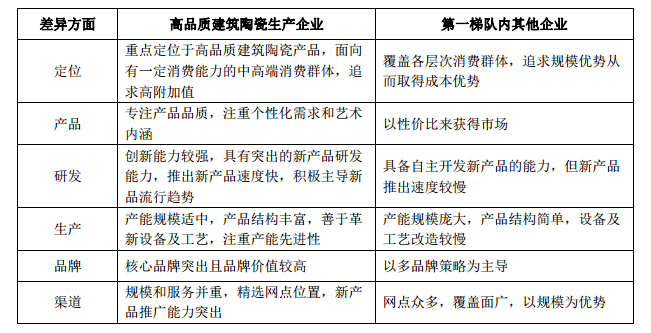 差异方面 高品质建筑陶瓷生产企业 第一梯队内其他企业
重点定位于高品质建筑陶瓷产品，面向
定位 有一定消费能力的中高端消费群体，追 覆盖各层次消费群体，追求规模优势从
求高附加值 而取得成本优势
产品 专注产品品质，注重个性化需求和艺术 以性价比来获得市场
内涵
创新能力较强，具有突出的新产品研发
研发 能力，推出新产品速度快，积极主导新 具备自主开发新产品的能力，但新产品
品流行趋势 推出速度较慢
生产 产能规模适中，产品结构丰富，善于革 产能规模庞大，产品结构简单，设备及
新设备及工艺，注重产能先进性 工艺改造较慢
品牌 核心品牌突出且品牌价值较高 以多品牌策略为主导
渠道 规模和服务并重，精选网点位置，新产 网点众多，覆盖面广，以规模为优势
品推广能力突出